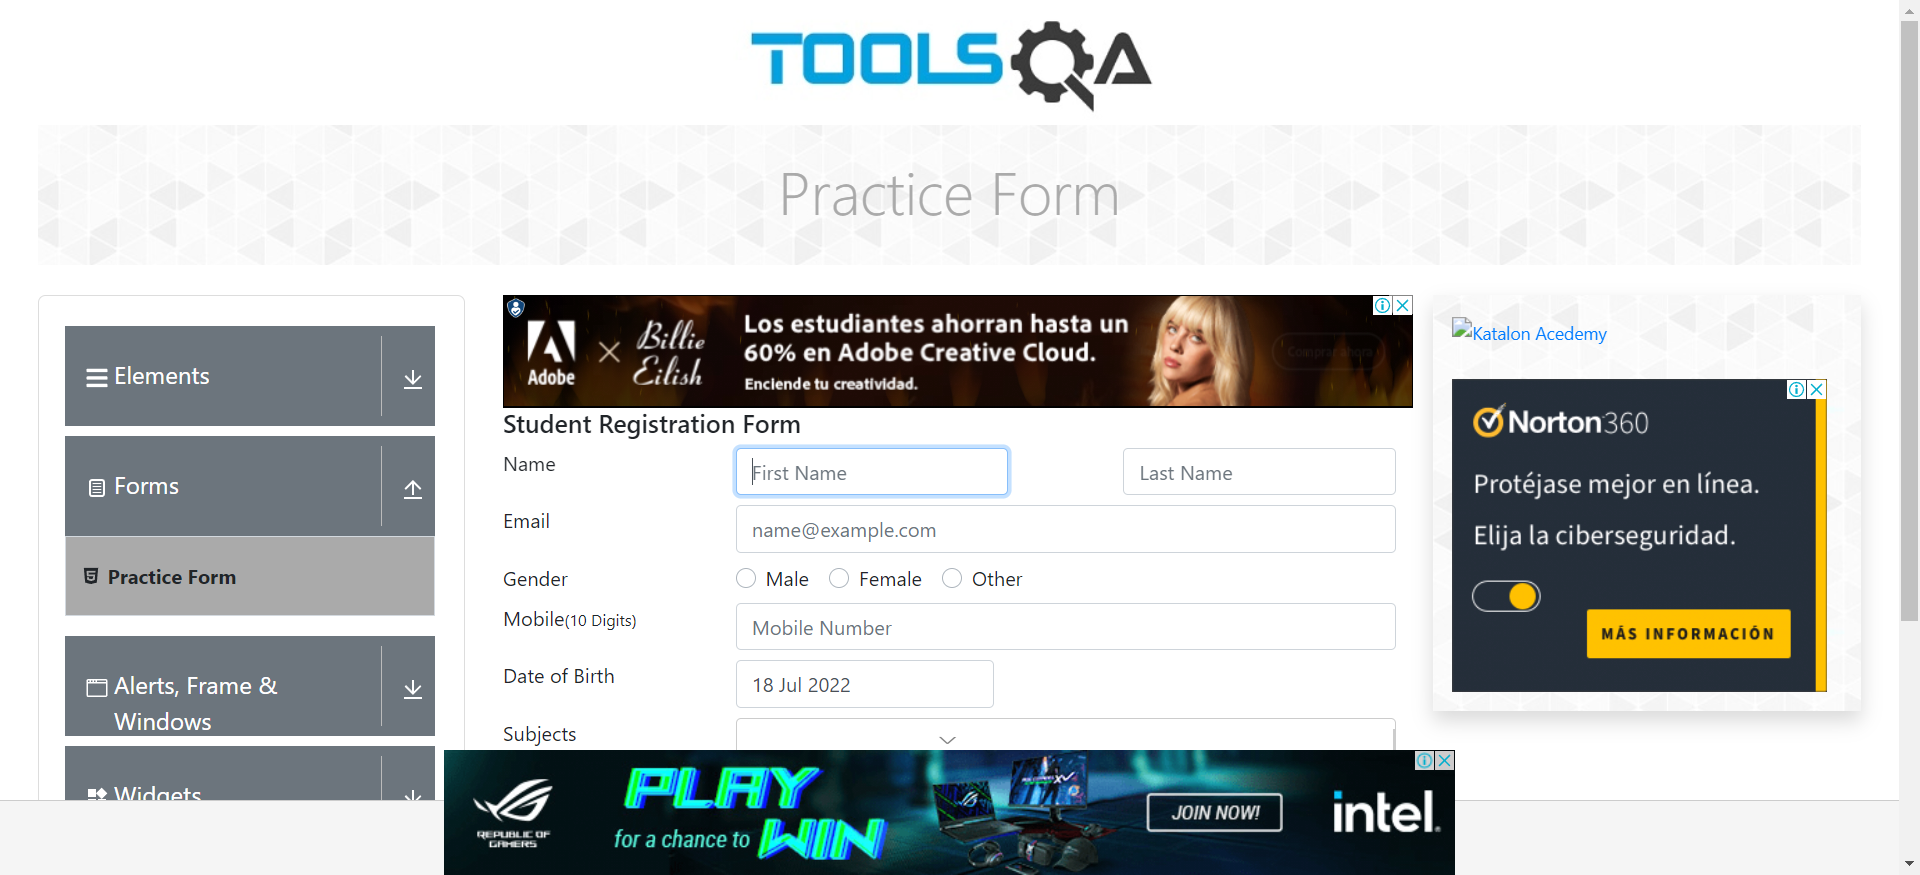 TOOLSQA
Practice Form
Elements
Forms
Practice Form
Alerts, Frame &
Windows
Widgets
Adobe
Billie
Eilish
Los estudiantes ahorran hasta un
60% en Adobe Creative Cloud.
Enciende tu creatividad.
Comprar ahora
Student Registration Form
Name
First Name
Last Name
Email
name@example.com
Gender
Male
Female
Other
Mobile(10 Digits)
Mobile Number
Date of Birth
18 Jul 2022
Subjects
Katalon Acedemy
Norton360
Protéjase mejor en línea.
Elija la ciberseguridad.
MÁS INFORMACIÓN
REPUBLIC OF
GAMERS
PLAY
for a chance to WIN
JOIN NOW!
intel.